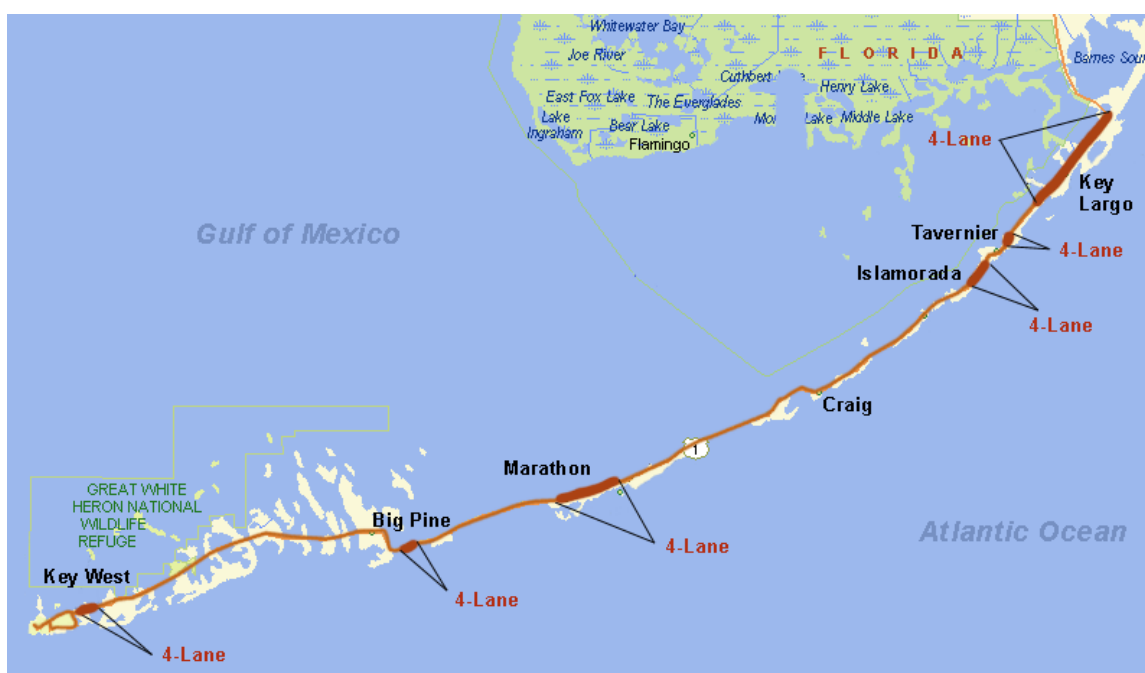 Whitewater Bay
Joe River
FLORIDA
Barnes Soun
Cuthbert L ke
Henry Lake
East Fox Lake
The Everglades
Lake
Ingraham
Bear Lake
Lake
Middle Lake
Flamingo
4-Lane
Key
Largo
Gulf of Mexico
Tavernier
4-Lane
Islamorada
4-Lane
Craig
1
Marathon
GREAT WHITE
HERON NATIONAL
WILDLIFE
REFUGE
Big Pine
Atlantic Ocean
4-Lane
Key West
4-Lane
4-Lane